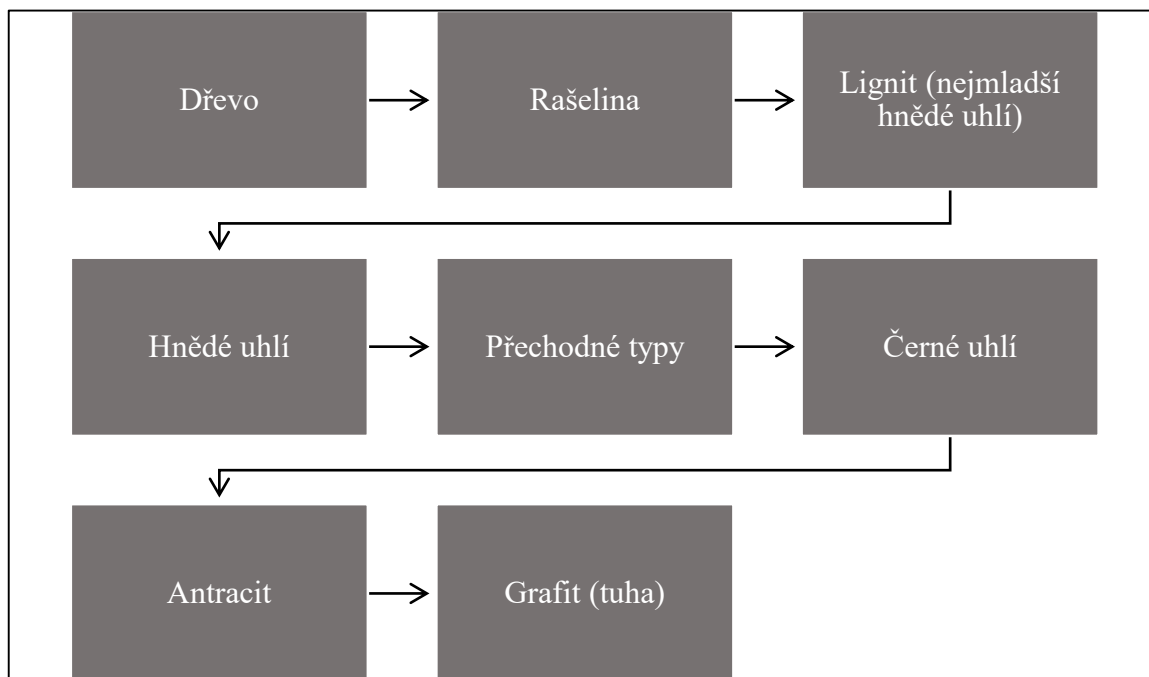 Dřevo
Rašelina
Lignit (nejmladší
hnědé uhlí)
Hnědé uhlí
Přechodné typy
Černé uhlí
Antracit
Grafit (tuha)